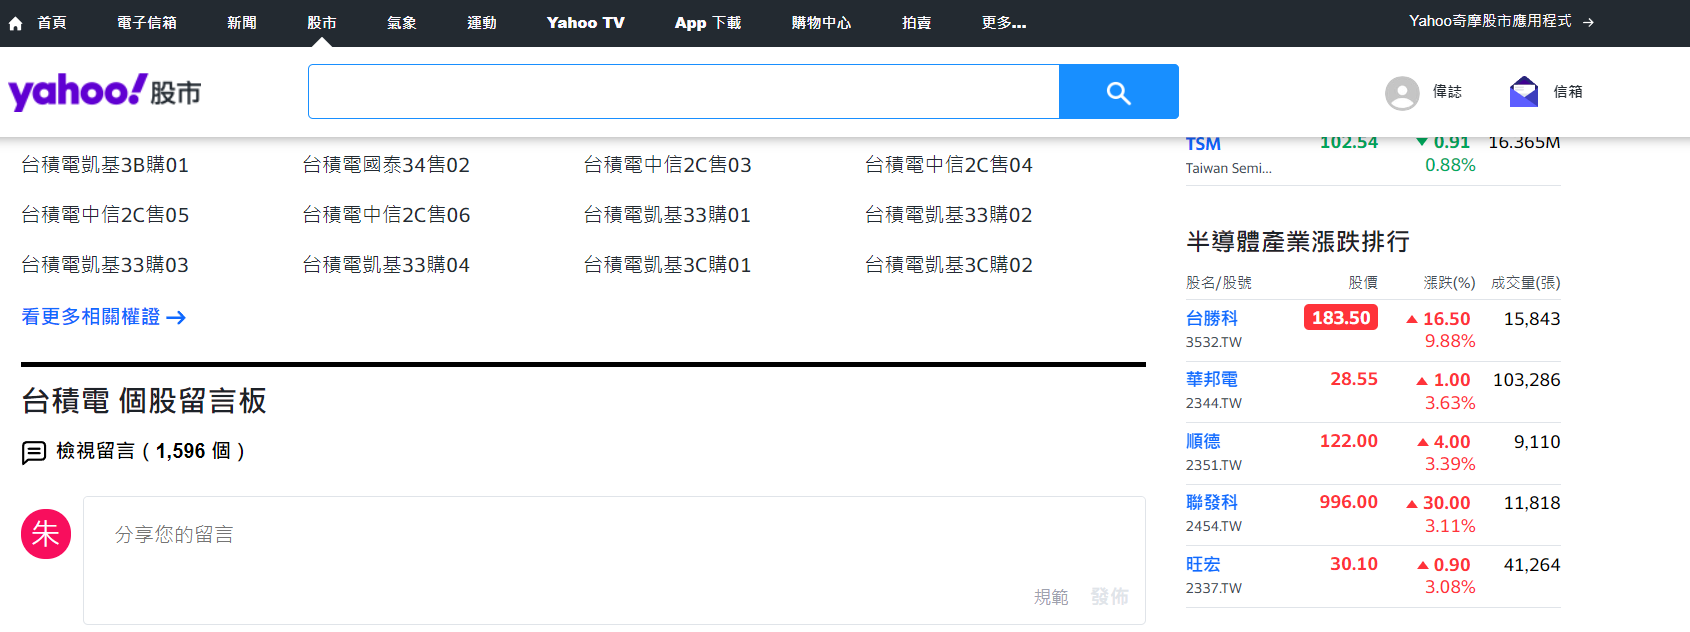 首頁 電子信箱 新聞 股市 氣象 運動 Yahoo TV App 下載 購物中心 拍賣 更多... Yahoo奇摩股市應用程式 →
yahoo!股市 偉誌 信箱
台積電凱基3B購01 台積電國泰34售02 台積電中信2C售03 台積電中信2C售04
台積電中信2C售05 台積電中信2C售06 台積電凱基33購01 台積電凱基33購02
台積電凱基33購03 台積電凱基33購04 台積電凱基3C購01 台積電凱基3C購02
看更多相關權證 →
台積電 個股留言板
檢視留言 ( 1,596 個 )
朱
分享您的留言
規範 發佈
TSM 102.54 ▼ 0.91 16.365M
Taiwan Semi... 0.88%
半導體產業漲跌排行
股名/股號 股價 漲跌(%) 成交量(張)
台勝科 183.50 ▲ 16.50 15,843
3532.TW 9.88%
華邦電 28.55 ▲ 1.00 103,286
2344.TW 3.63%
順德 122.00 ▲ 4.00 9,110
2351.TW 3.39%
聯發科 996.00 ▲ 30.00 11,818
2454.TW 3.11%
旺宏 30.10 ▲ 0.90 41,264
2337.TW 3.08%